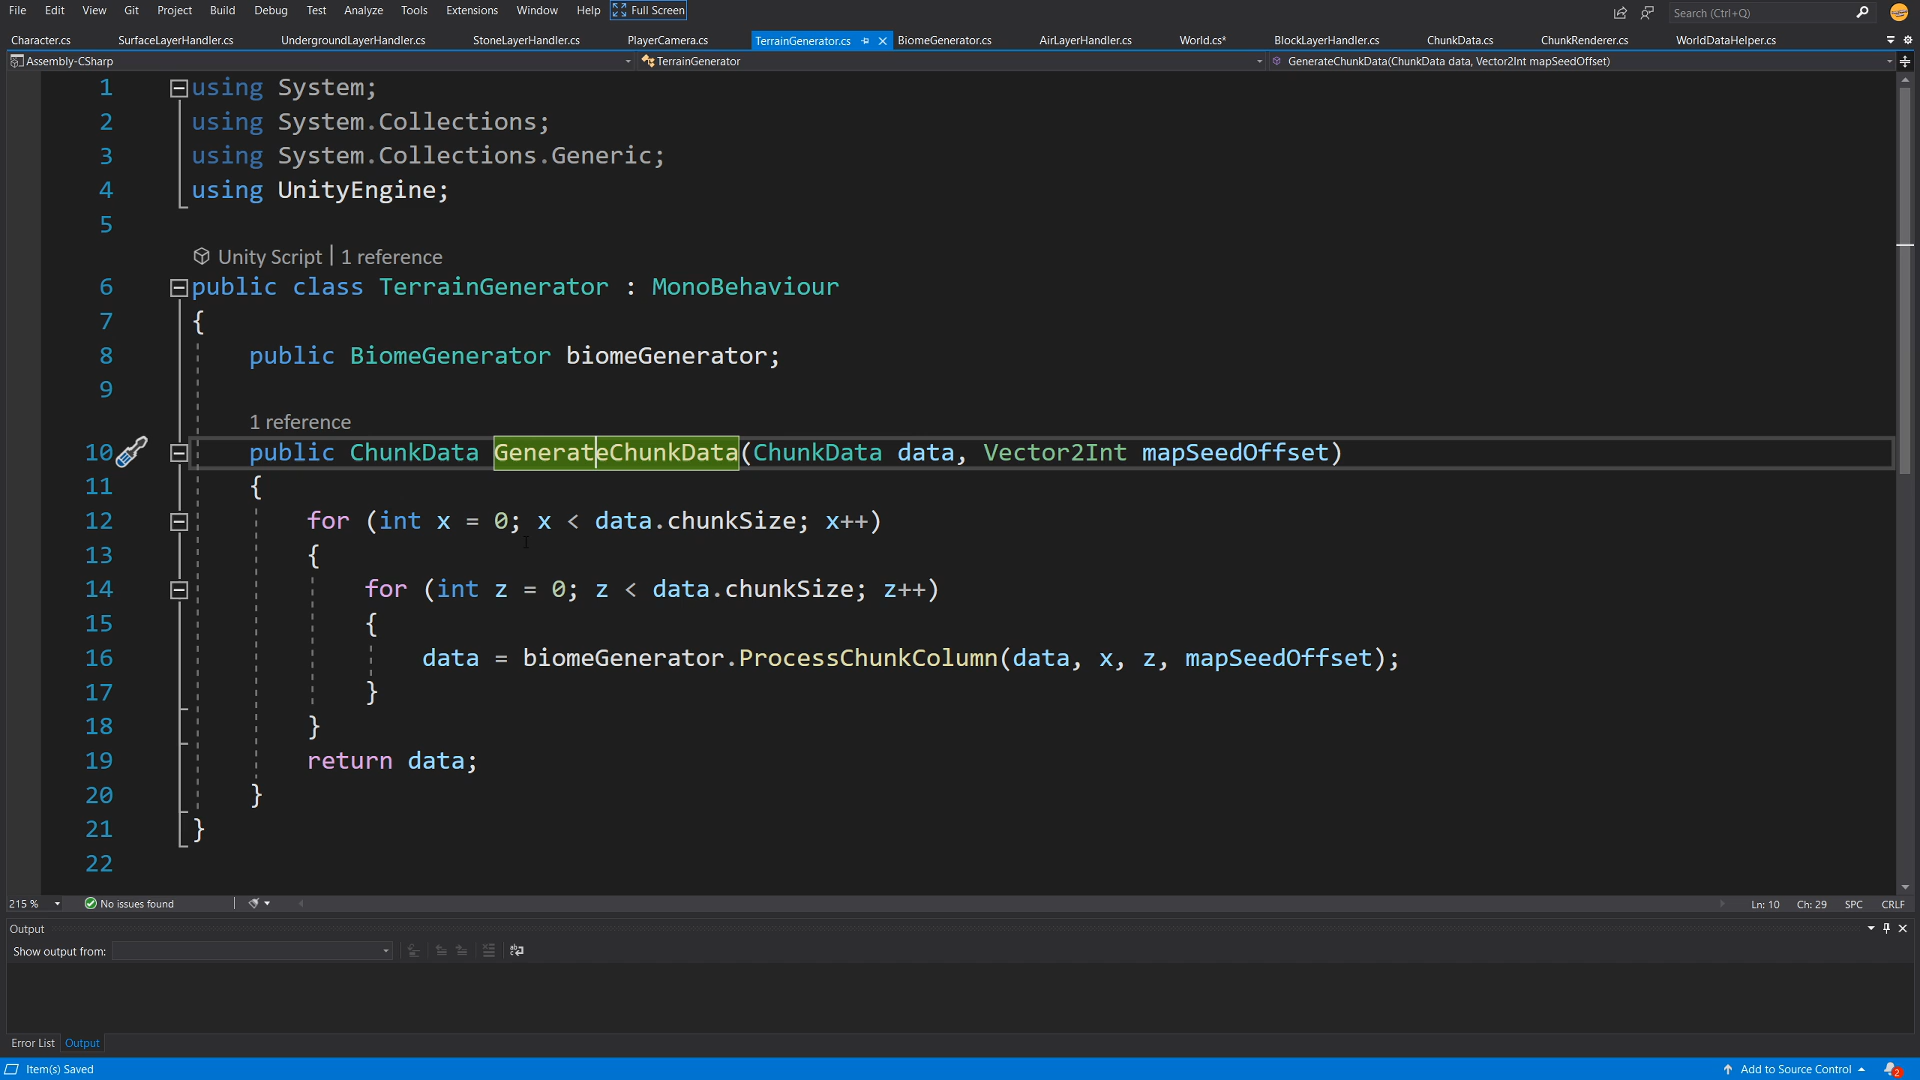 File Edit View Git Project Build Debug Test Analyze Tools Extensions Window Help Full Screen Search (Ctrl+Q)
Character.cs SurfaceLayerHandler.cs UndergroundLayerHandler.cs StoneLayerHandler.cs PlayerCamera.cs TerrainGenerator.cs BiomeGenerator.cs AirLayerHandler.cs World.cs* BlockLayerHandler.cs ChunkData.cs ChunkRenderer.cs WorldDataHelper.cs
Assembly-CSharp TerrainGenerator GenerateChunkData(ChunkData data, Vector2Int mapSeedOffset)
1 using System;
2 using System.Collections;
3 using System.Collections.Generic;
4 using UnityEngine;
5
Unity Script | 1 reference
6 public class TerrainGenerator : MonoBehaviour
7 {
8 public BiomeGenerator biomeGenerator;
9
1 reference
10 public ChunkData GenerateChunkData(ChunkData data, Vector2Int mapSeedOffset)
11 {
12 for (int x = 0; x < data.chunkSize; x++)
13 {
14 for (int z = 0; z < data.chunkSize; z++)
15 {
16 data = biomeGenerator.ProcessChunkColumn(data, x, z, mapSeedOffset);
17 }
18 }
19 return data;
20 }
21 }
22
215 % No issues found Ln: 10 Ch: 29 SPC CRLF
Output
Show output from:
Error List Output
Item(s) Saved Add to Source Control 2